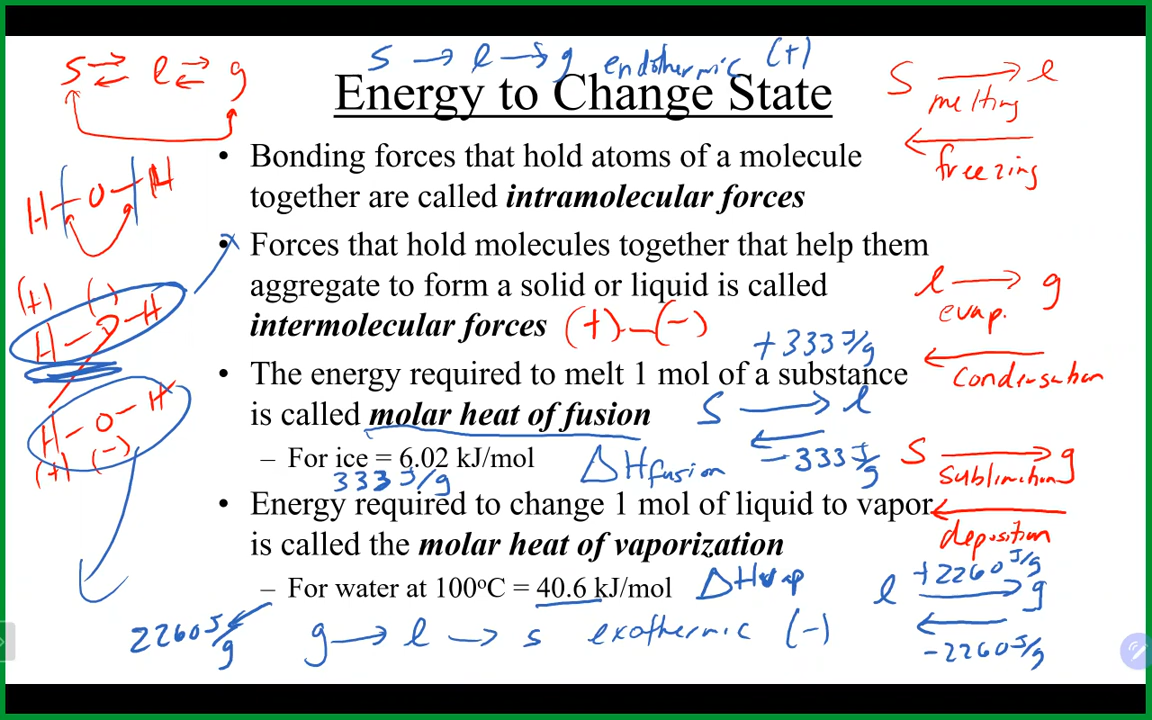 s ⇌ l ⇌ g
s → l → g endothermic (+)
Energy to Change State
s → l
melting
freezing
• Bonding forces that hold atoms of a molecule
together are called intramolecular forces
H-O-H
• Forces that hold molecules together that help them
aggregate to form a solid or liquid is called
intermolecular forces (+)-(-)
(+) (-)
H-O-H
H-O-H
(+) (-)
l → g
evap.
condensation
+333 J/g
• The energy required to melt 1 mol of a substance
is called molar heat of fusion
s → l
-333 J/g
– For ice = 6.02 kJ/mol
333 J/g
ΔHfusion
s → g
sublimation
deposition
• Energy required to change 1 mol of liquid to vapor
is called the molar heat of vaporization
– For water at 100ºC = 40.6 kJ/mol
ΔHvap
+2260 J/g
l → g
-2260 J/g
2260 J/g
g → l → s exothermic (-)